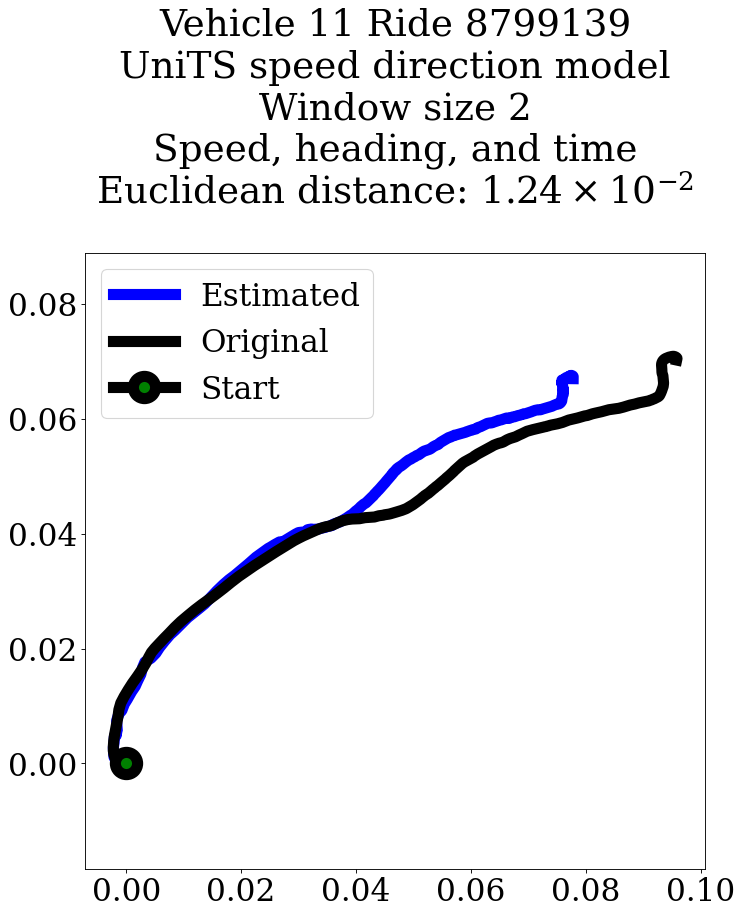 Vehicle 11 Ride 8799139
UniTS speed direction model
Window size 2
Speed, heading, and time
Euclidean distance: 1.24 × 10⁻²
Estimated
Original
Start
0.08
0.06
0.04
0.02
0.00
0.00 0.02 0.04 0.06 0.08 0.10